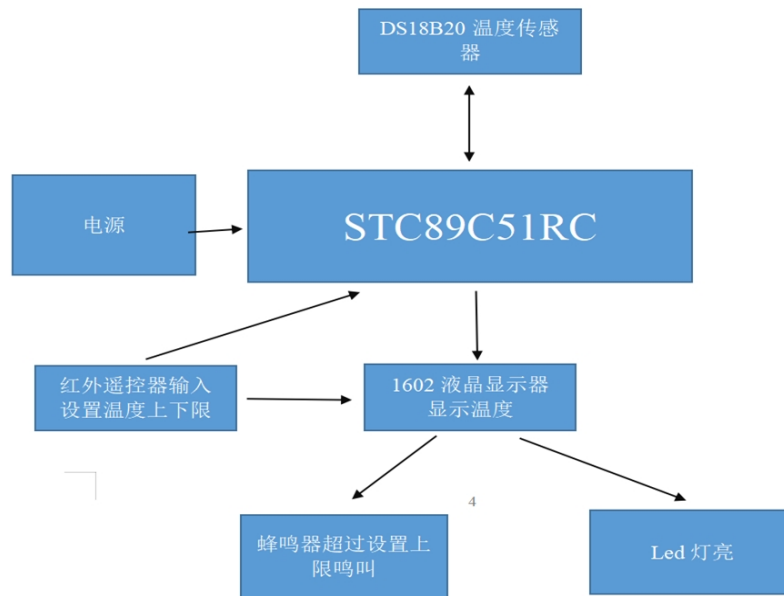 DS18B20 温度传感
器
电源
STC89C51RC
红外遥控器输入
设置温度上下限
1602 液晶显示器
显示温度
4
蜂鸣器超过设置上
限鸣叫
Led 灯亮